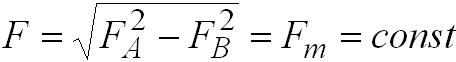 F = √(F_A^2 − F_B^2) = F_m = const